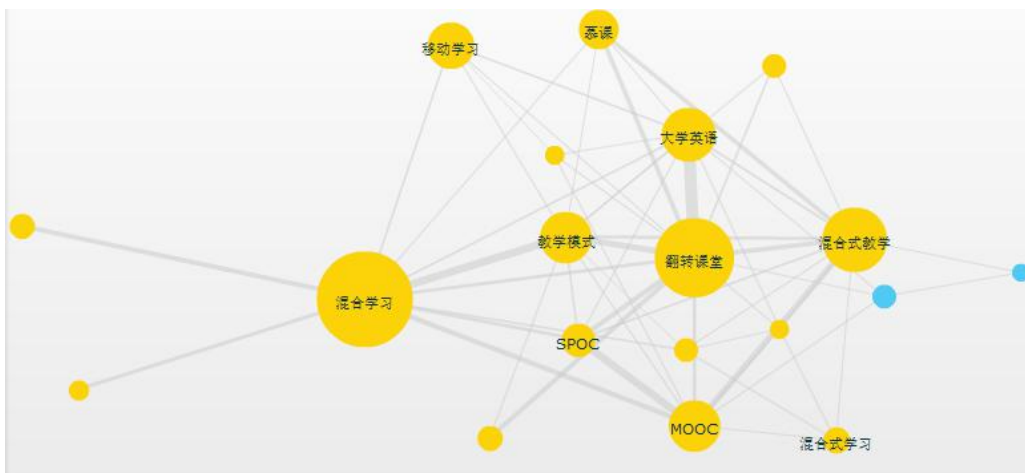 慕课
移动学习
大学英语
教学模式
混合式教学
翻转课堂
混合学习
SPOC
MOOC
混合式学习